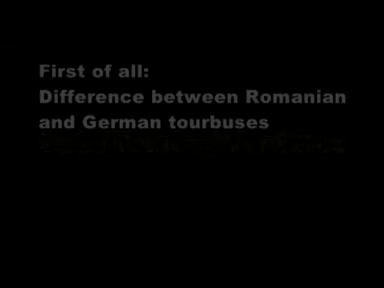 First of all:
Difference between Romanian
and German tourbuses